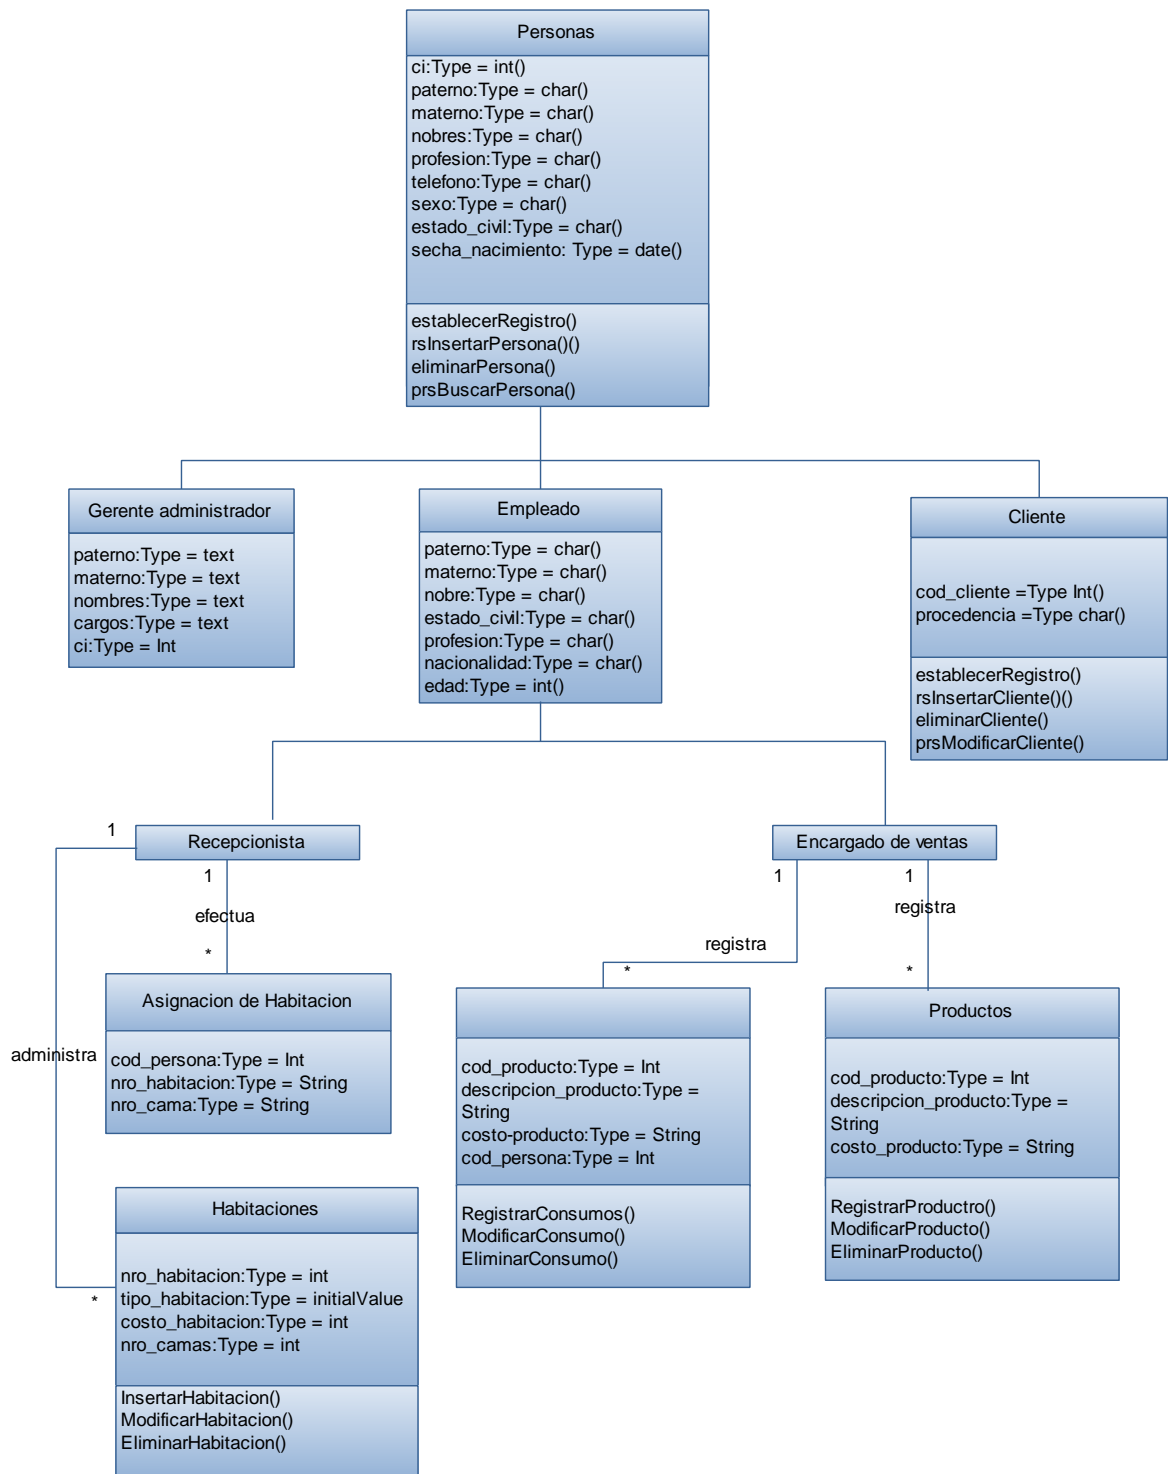 Personas
ci:Type = int()
paterno:Type = char()
materno:Type = char()
nobres:Type = char()
profesion:Type = char()
telefono:Type = char()
sexo:Type = char()
estado_civil:Type = char()
secha_nacimiento: Type = date()
establecerRegistro()
rsInsertarPersona()()
eliminarPersona()
prsBuscarPersona()
Gerente administrador
paterno:Type = text
materno:Type = text
nombres:Type = text
cargos:Type = text
ci:Type = Int
Empleado
paterno:Type = char()
materno:Type = char()
nobre:Type = char()
estado_civil:Type = char()
profesion:Type = char()
nacionalidad:Type = char()
edad:Type = int()
Cliente
cod_cliente =Type Int()
procedencia =Type char()
establecerRegistro()
rsInsertarCliente()()
eliminarCliente()
prsModificarCliente()
1
Recepcionista
1
efectua
*
Encargado de ventas
1
1
registra
registra
*
*
administra
Asignacion de Habitacion
cod_persona:Type = Int
nro_habitacion:Type = String
nro_cama:Type = String
cod_producto:Type = Int
descripcion_producto:Type =
String
costo-producto:Type = String
cod_persona:Type = Int
RegistrarConsumos()
ModificarConsumo()
EliminarConsumo()
Productos
cod_producto:Type = Int
descripcion_producto:Type =
String
costo_producto:Type = String
RegistrarProductro()
ModificarProducto()
EliminarProducto()
*
Habitaciones
nro_habitacion:Type = int
tipo_habitacion:Type = initialValue
costo_habitacion:Type = int
nro_camas:Type = int
InsertarHabitacion()
ModificarHabitacion()
EliminarHabitacion()